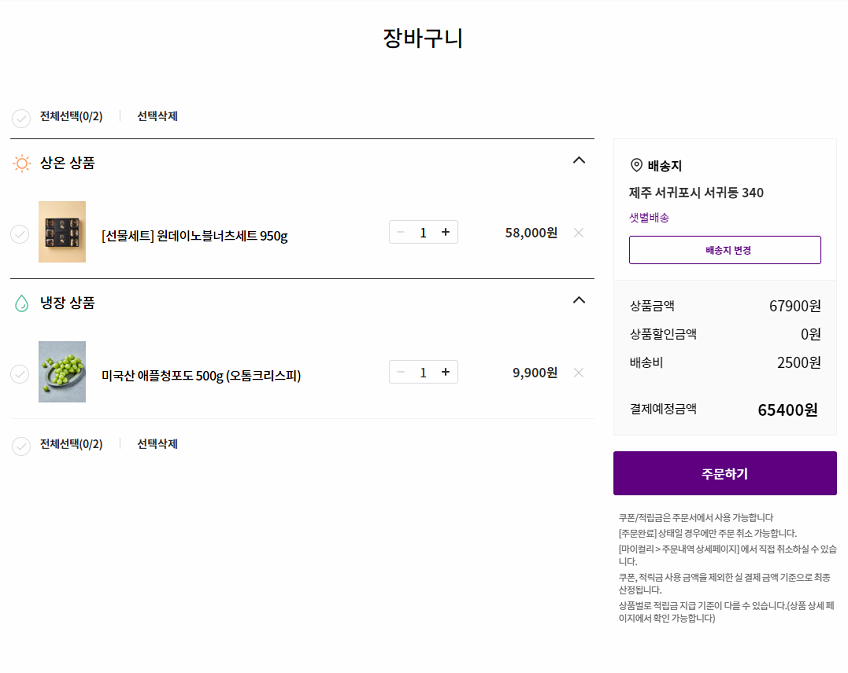 장바구니
전체선택(0/2) 선택삭제
상온 상품
[선물세트] 원데이노블너츠세트 950g
1
58,000원
냉장 상품
미국산 애플청포도 500g (오톰크리스피)
1
9,900원
전체선택(0/2) 선택삭제
배송지
제주 서귀포시 서귀동 340
샛별배송
배송지 변경
상품금액 67900원
상품할인금액 0원
배송비 2500원
결제예정금액 65400원
주문하기
쿠폰/적립금은 주문서에서 사용 가능합니다
[주문완료] 상태일 경우에만 주문 취소 가능합니다.
[마이컬리 > 주문내역 상세페이지] 에서 직접 취소하실 수 있습
니다.
쿠폰, 적릭금 사용 금액을 제외한 실 결제 금액 기준으로 최종
산정됩니다.
상품별로 적립금 지급 기준이 다를 수 있습니다.(상품 상세 페
이지에서 확인 가능합니다)